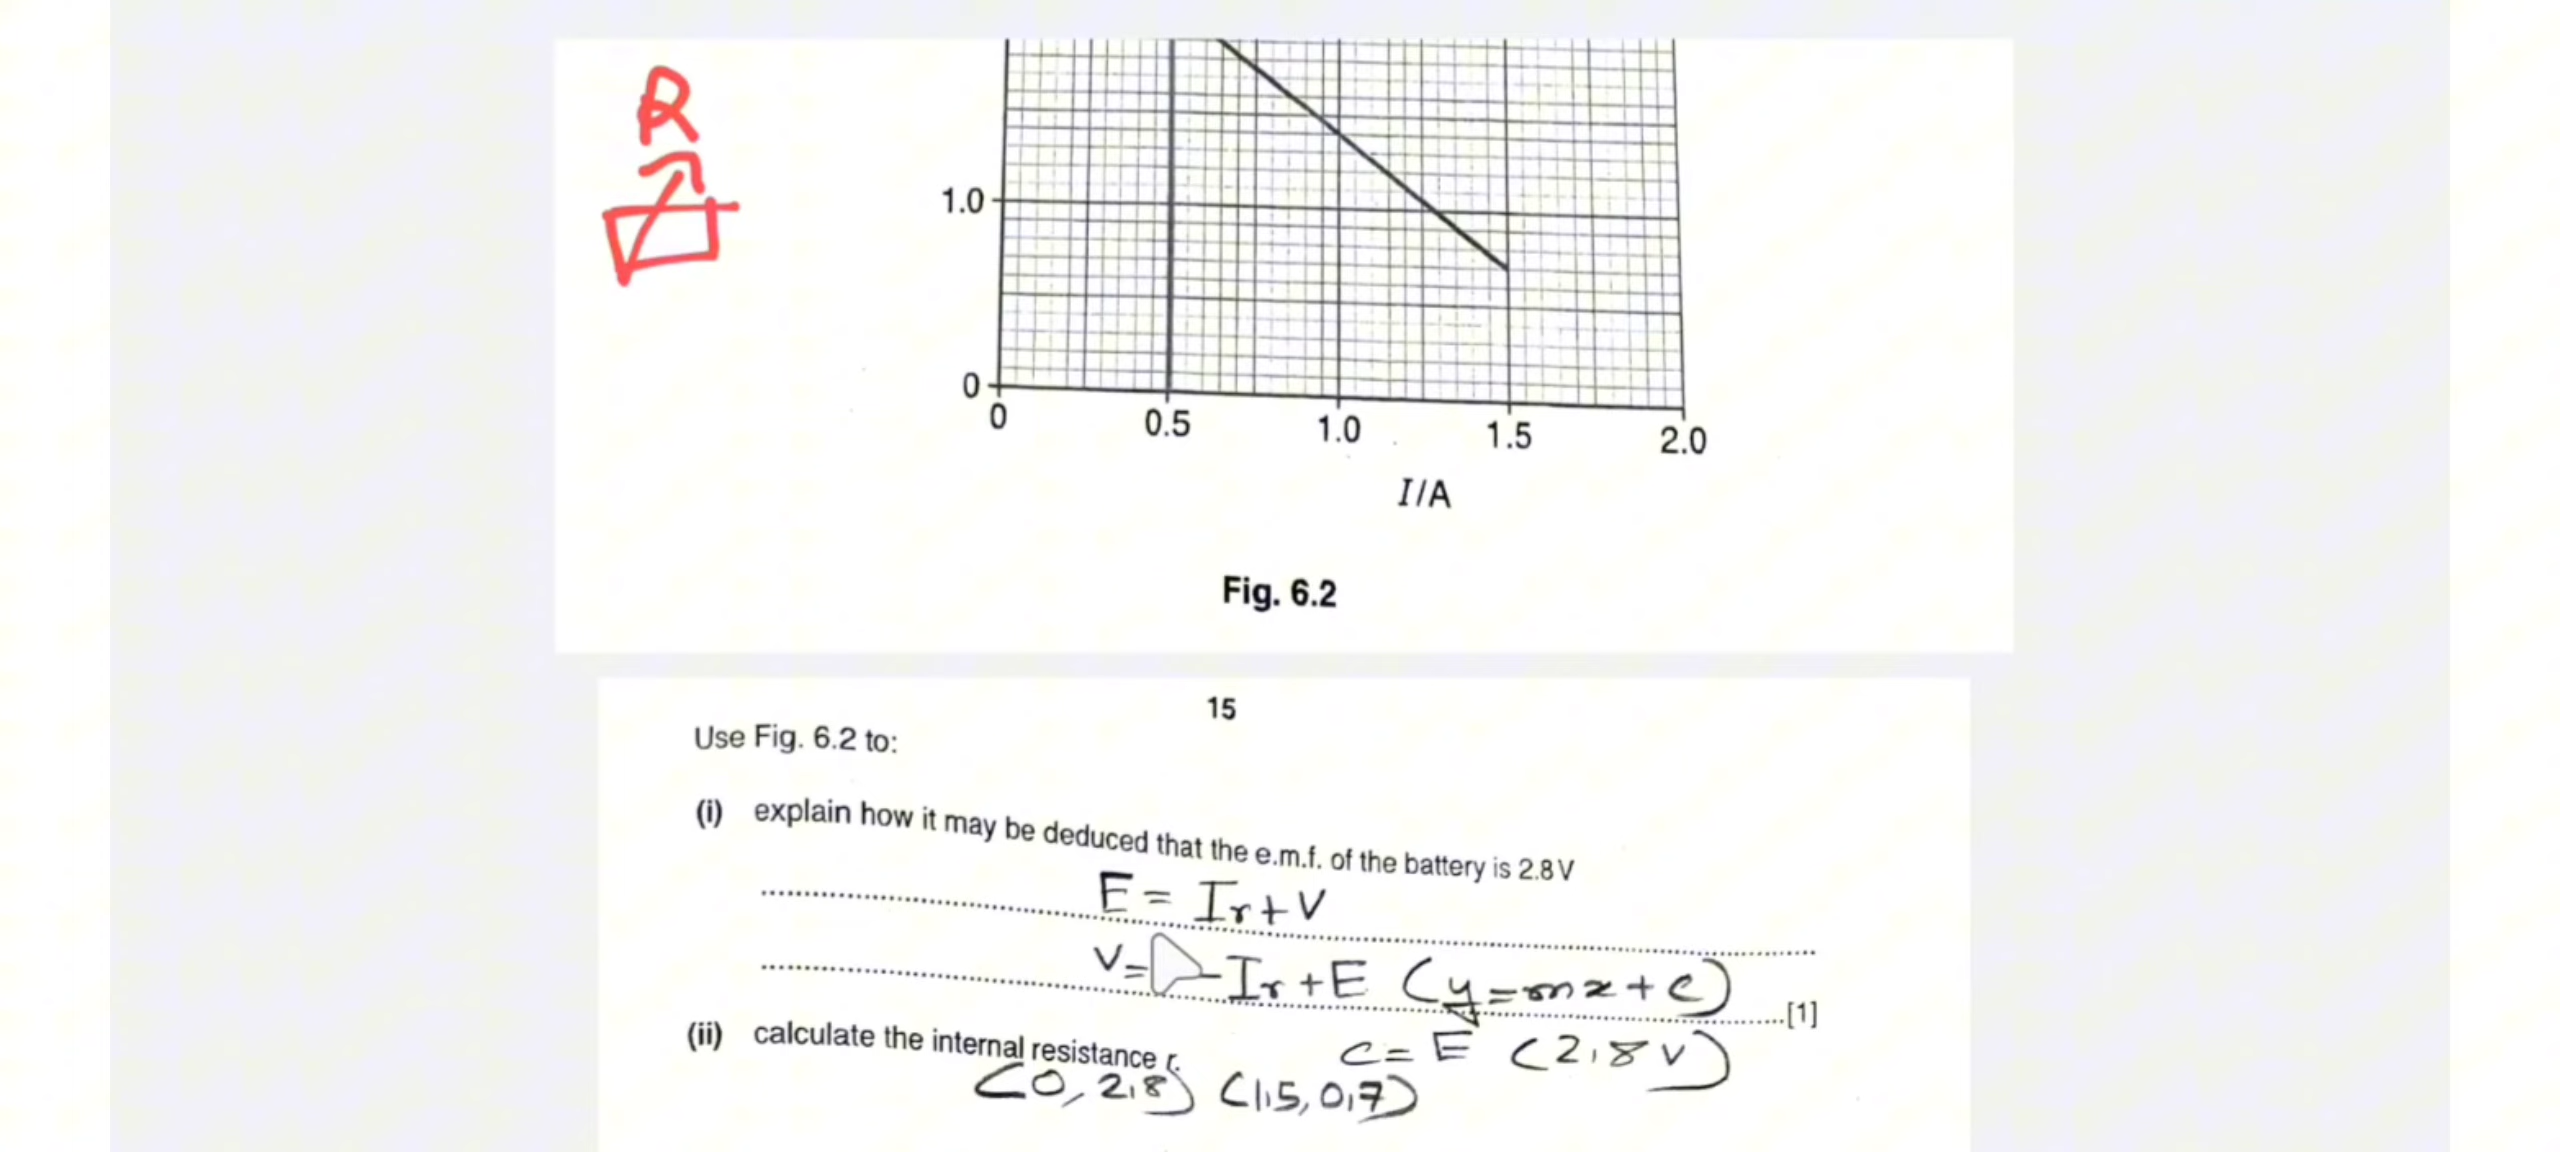 R
1.0
0
0 0.5 1.0 1.5 2.0
I/A
Fig. 6.2
15
Use Fig. 6.2 to:
(i) explain how it may be deduced that the e.m.f. of the battery is 2.8 V
E = Ir + V
V = -Ir + E (y = mx + c)
[1]
c = E (2,8 V)
(ii) calculate the internal resistance r.
(0, 2,8) (1,5, 0,7)